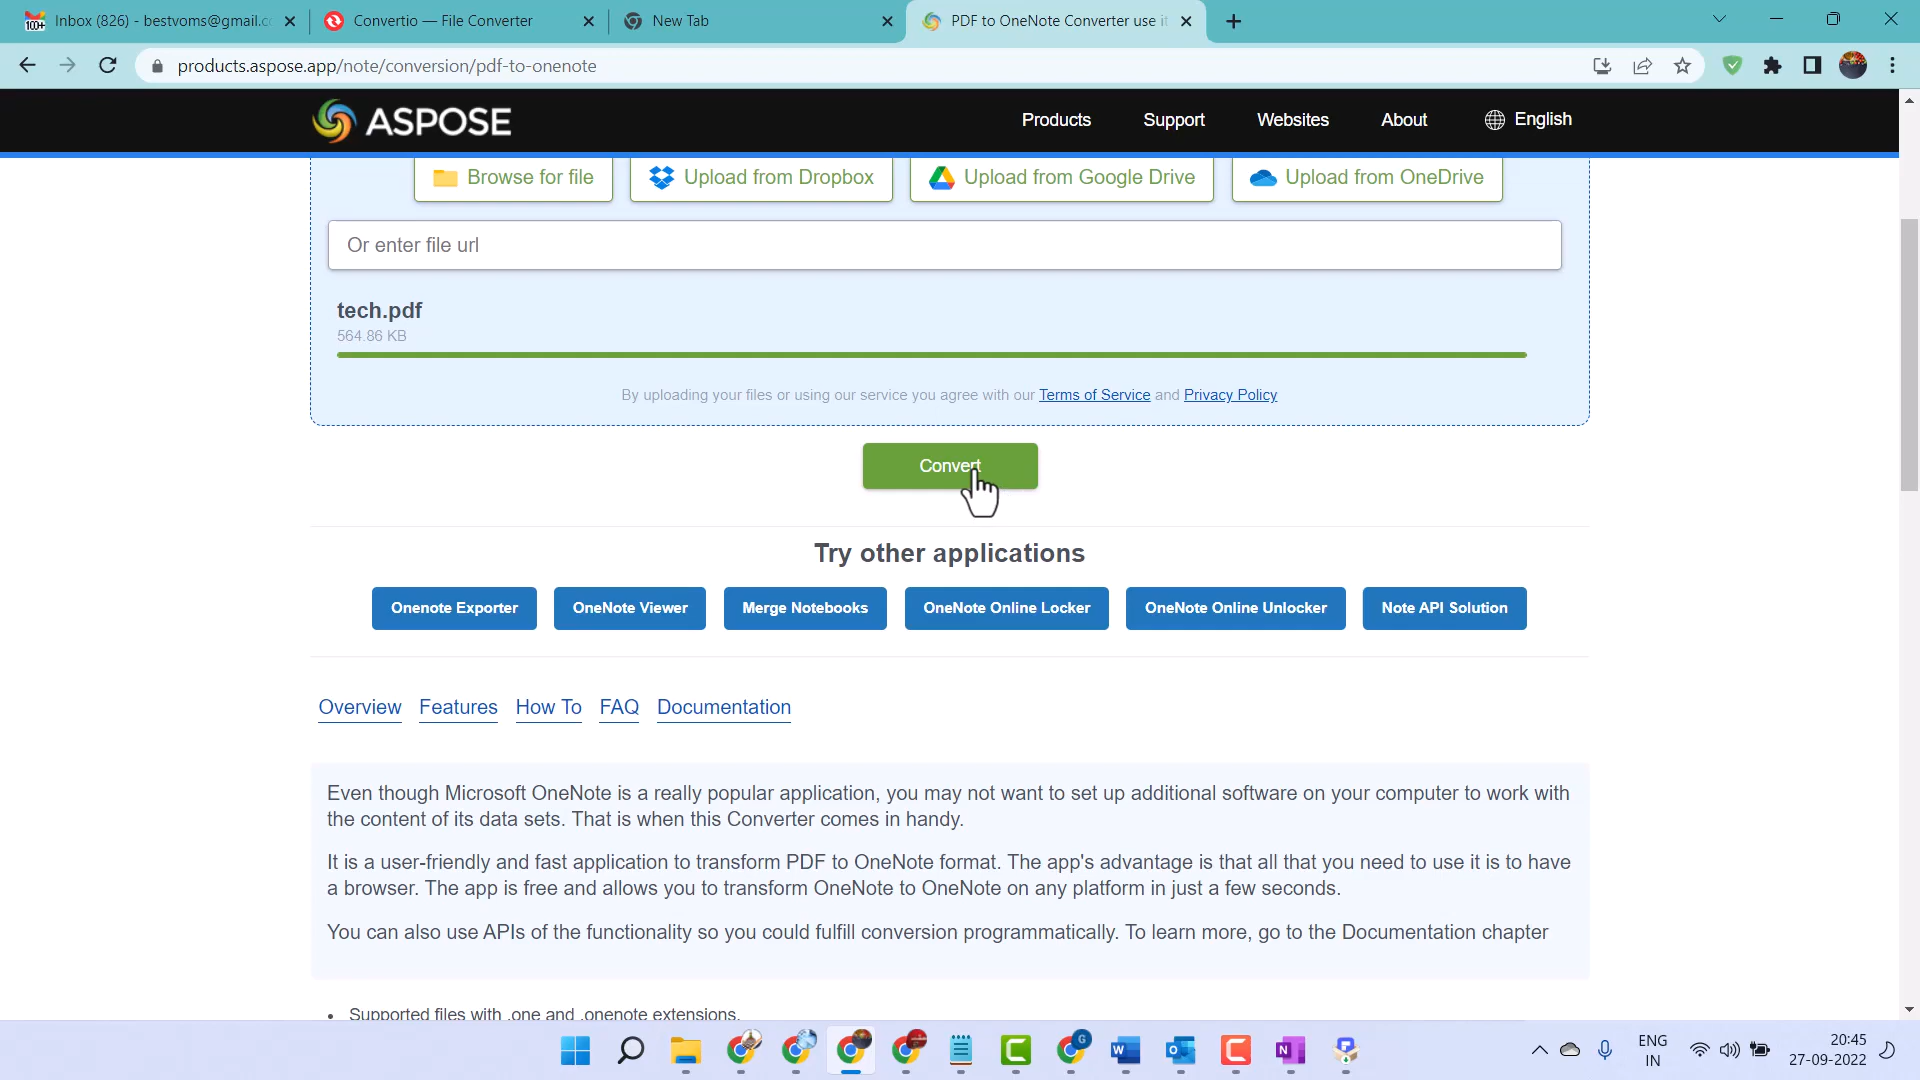 Inbox (826) - bestvoms@gmail.c
Convertio — File Converter
New Tab
PDF to OneNote Converter use it
products.aspose.app/note/conversion/pdf-to-onenote
ASPOSE
Products
Support
Websites
About
English
Browse for file
Upload from Dropbox
Upload from Google Drive
Upload from OneDrive
Or enter file url
tech.pdf
564.86 KB
By uploading your files or using our service you agree with our Terms of Service and Privacy Policy
Convert
Try other applications
Onenote Exporter
OneNote Viewer
Merge Notebooks
OneNote Online Locker
OneNote Online Unlocker
Note API Solution
Overview
Features
How To
FAQ
Documentation
Even though Microsoft OneNote is a really popular application, you may not want to set up additional software on your computer to work with
the content of its data sets. That is when this Converter comes in handy.
It is a user-friendly and fast application to transform PDF to OneNote format. The app's advantage is that all that you need to use it is to have
a browser. The app is free and allows you to transform OneNote to OneNote on any platform in just a few seconds.
You can also use APIs of the functionality so you could fulfill conversion programmatically. To learn more, go to the Documentation chapter
• Supported files with .one and .onenote extensions.
ENG
IN
20:45
27-09-2022